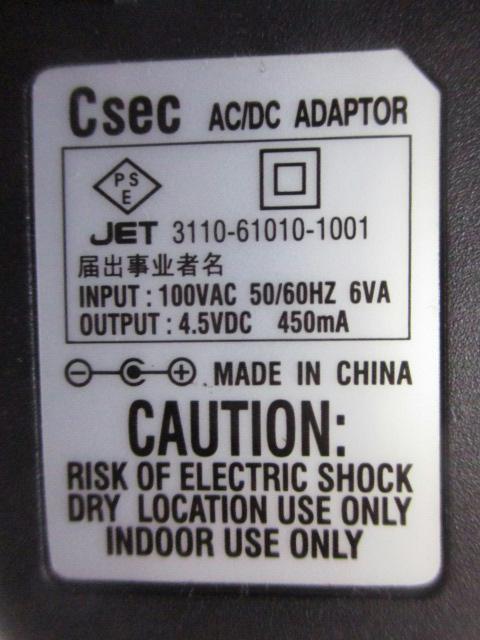 Csec AC/DC ADAPTOR
PS
E
JET 3110-61010-1001
届出事业者名
INPUT : 100VAC 50/60HZ 6VA
OUTPUT : 4.5VDC 450mA
MADE IN CHINA
CAUTION:
RISK OF ELECTRIC SHOCK
DRY LOCATION USE ONLY
INDOOR USE ONLY